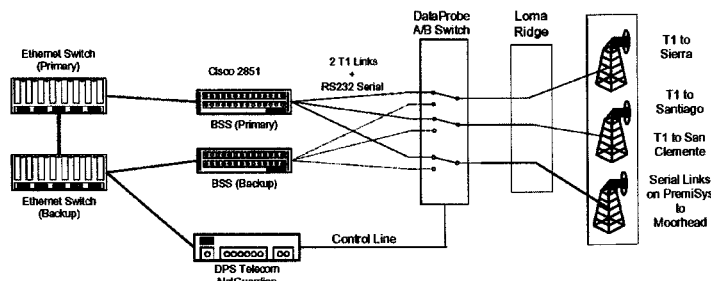 DataProbe
A/B Switch
Loma
Ridge
Ethernet Switch
(Primary)
Cisco 2851
2 T1 Links
+
RS232 Serial
T1 to
Sierra
BSS (Primary)
T1 to
Santiago
T1 to San
Clemente
BSS (Backup)
Ethernet Switch
(Backup)
Serial Links
on PremiSys
to
Moorhead
Control Line
DPS Telecom